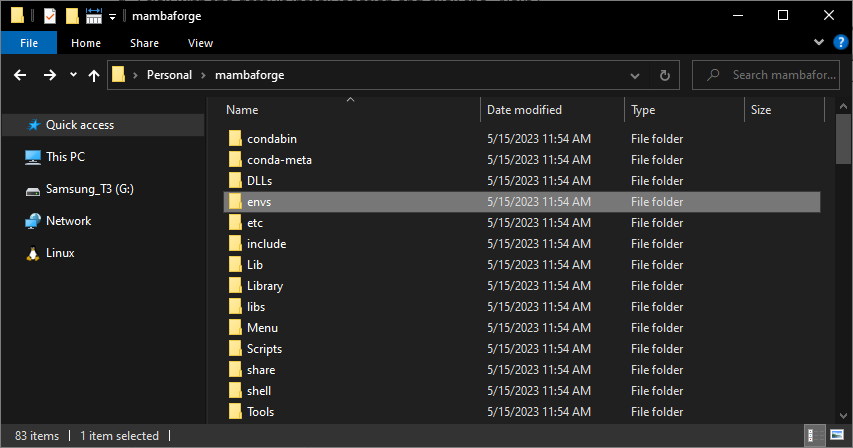 mambaforge
File Home Share View
Personal mambaforge Search mambafor...
Name Date modified Type Size
Quick access
This PC
Samsung_T3 (G:)
Network
Linux
condabin 5/15/2023 11:54 AM File folder
conda-meta 5/15/2023 11:54 AM File folder
DLLs 5/15/2023 11:54 AM File folder
envs 5/15/2023 11:54 AM File folder
etc 5/15/2023 11:54 AM File folder
include 5/15/2023 11:54 AM File folder
Lib 5/15/2023 11:54 AM File folder
Library 5/15/2023 11:54 AM File folder
libs 5/15/2023 11:54 AM File folder
Menu 5/15/2023 11:54 AM File folder
Scripts 5/15/2023 11:54 AM File folder
share 5/15/2023 11:54 AM File folder
shell 5/15/2023 11:54 AM File folder
Tools 5/15/2023 11:54 AM File folder
83 items 1 item selected